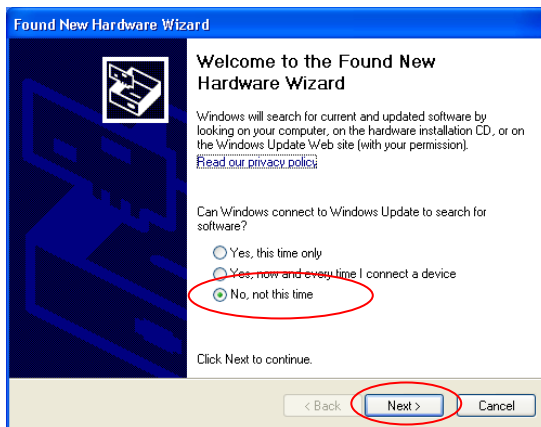 Found New Hardware Wizard
Welcome to the Found New
Hardware Wizard
Windows will search for current and updated software by
looking on your computer, on the hardware installation CD, or on
the Windows Update Web site (with your permission).
Read our privacy policy
Can Windows connect to Windows Update to search for
software?
Yes, this time only
Yes, now and every time I connect a device
No, not this time
Click Next to continue.
< Back
Next >
Cancel